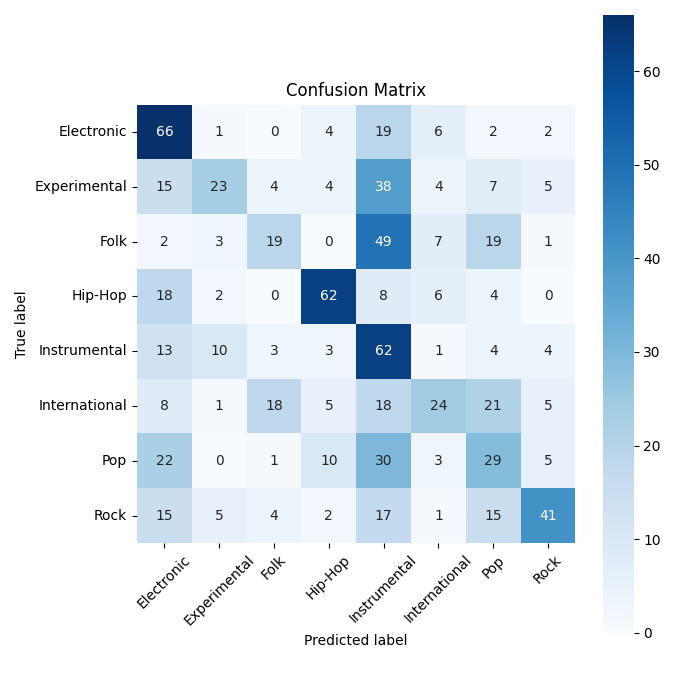 Confusion Matrix
True label
Electronic 66 1 0 4 19 6 2 2
Experimental 15 23 4 4 38 4 7 5
Folk 2 3 19 0 49 7 19 1
Hip-Hop 18 2 0 62 8 6 4 0
Instrumental 13 10 3 3 62 1 4 4
International 8 1 18 5 18 24 21 5
Pop 22 0 1 10 30 3 29 5
Rock 15 5 4 2 17 1 15 41
Electronic Experimental Folk Hip-Hop Instrumental International Pop Rock
Predicted label
60
50
40
30
20
10
0